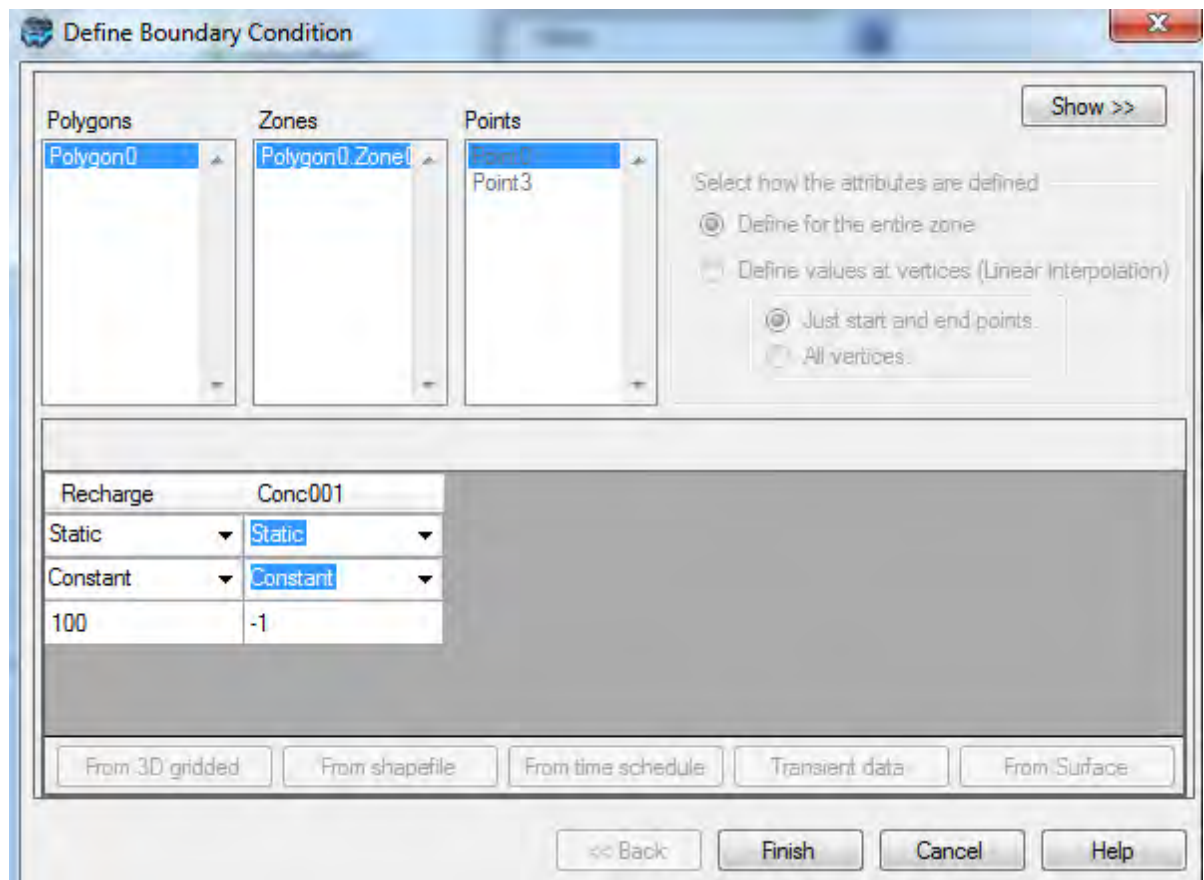 Define Boundary Condition
Show >>
Polygons Zones Points
Polygon0 Polygon0.Zone0
Point3
Select how the attributes are defined
Define for the entire zone
Define values at vertices (Linear Interpolation)
Just start and end points.
All vertices.
Recharge Conc001
Static Static
Constant Constant
100 -1
From 3D gridded From shapefile From time schedule Transient data From Surface
<< Back Finish Cancel Help